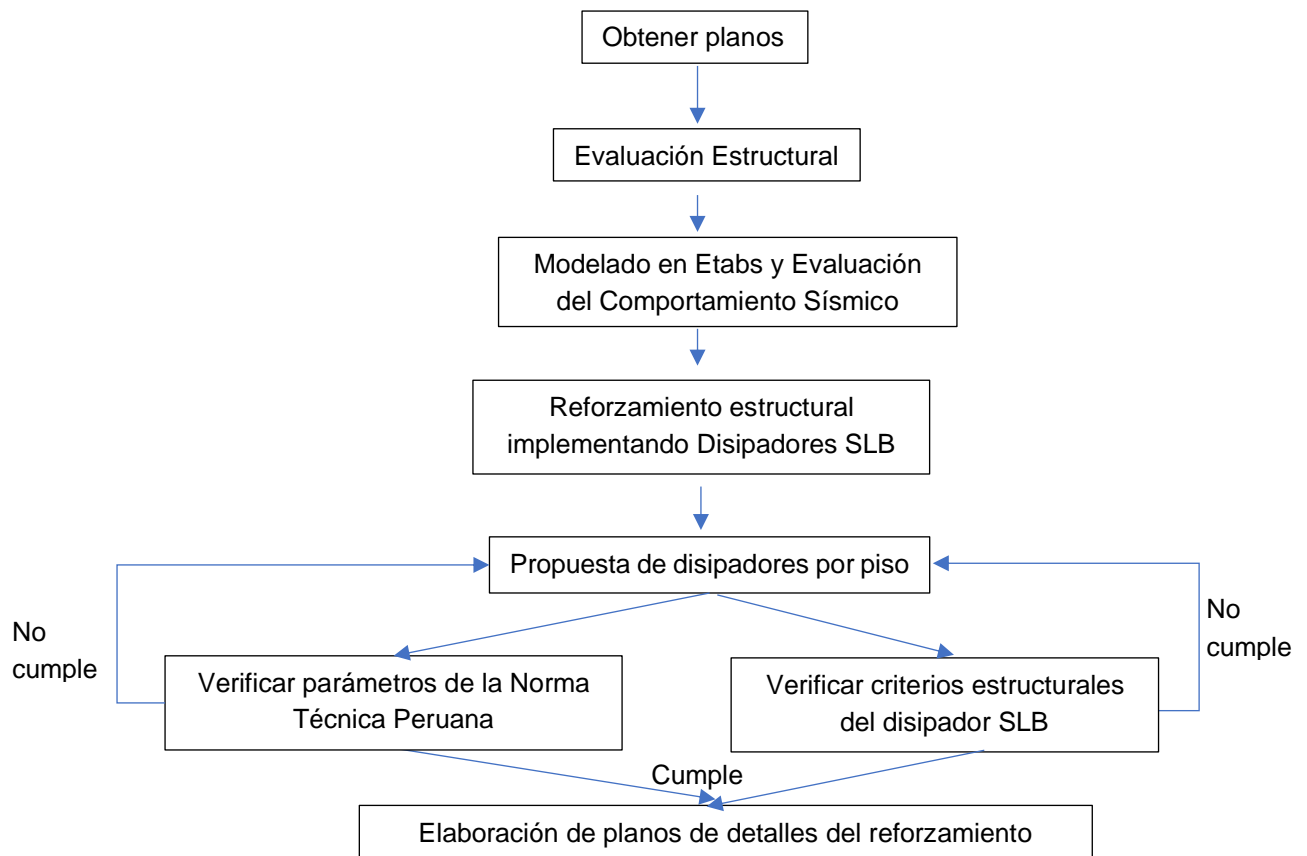 Obtener planos
Evaluación Estructural
Modelado en Etabs y Evaluación
del Comportamiento Sísmico
Reforzamiento estructural
implementando Disipadores SLB
Propuesta de disipadores por piso
No
cumple
No
cumple
Verificar parámetros de la Norma
Técnica Peruana
Verificar criterios estructurales
del disipador SLB
Cumple
Elaboración de planos de detalles del reforzamiento